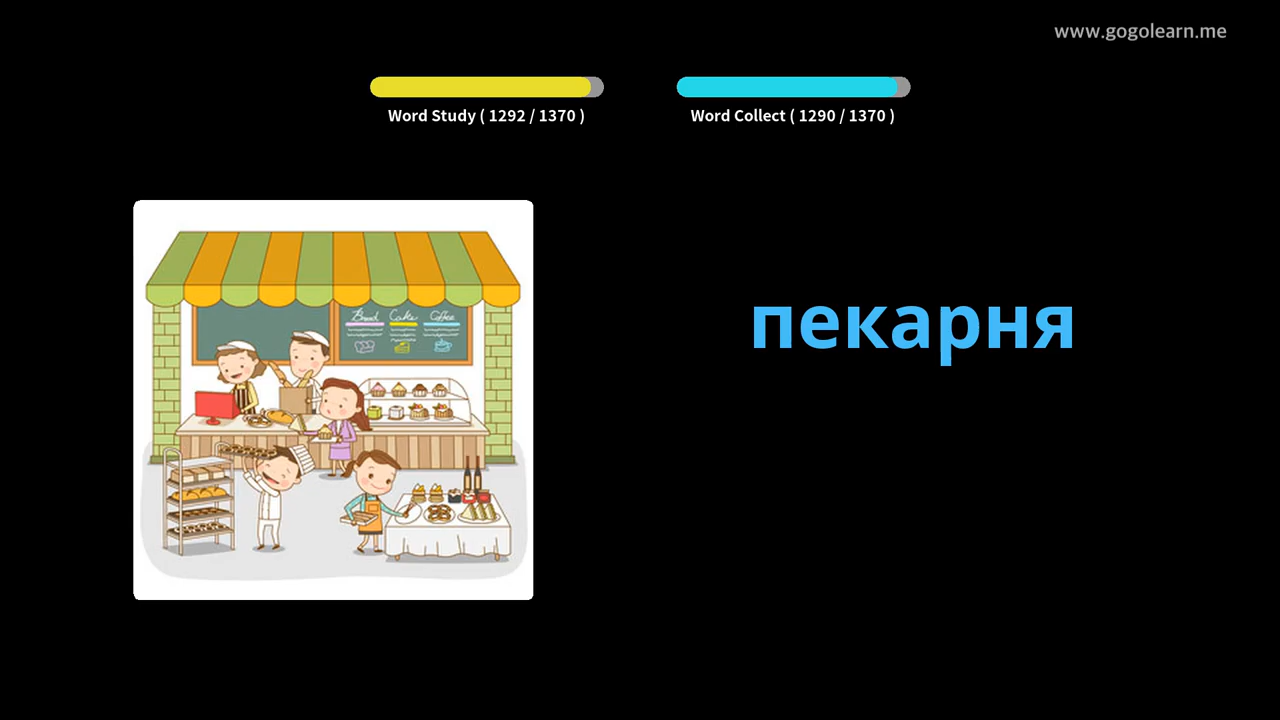 www.gogolearn.me
Word Study ( 1292 / 1370 )
Word Collect ( 1290 / 1370 )
Bread Cake Coffee
пекарня